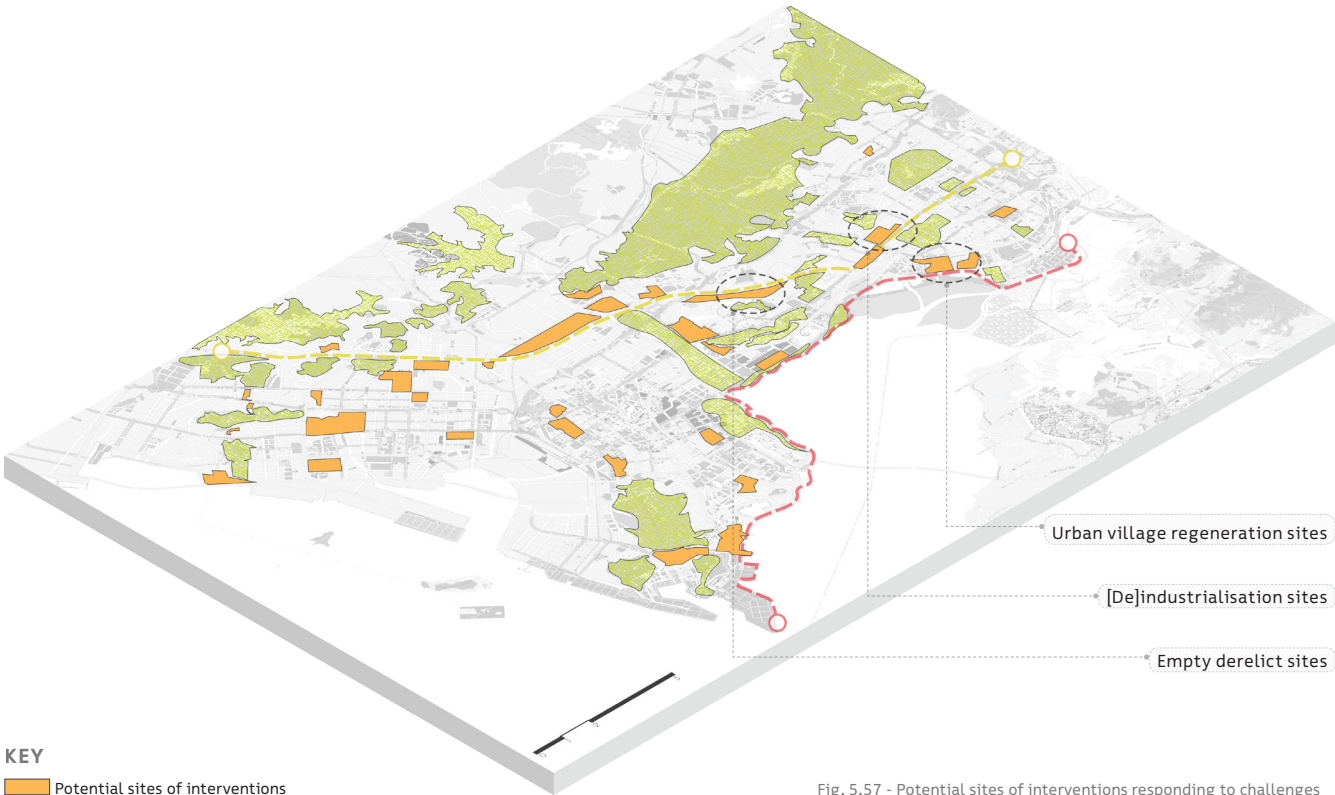 Urban village regeneration sites
[De]industrialisation sites
Empty derelict sites
KEY
Potential sites of interventions
Fig. 5.57 - Potential sites of interventions responding to challenges